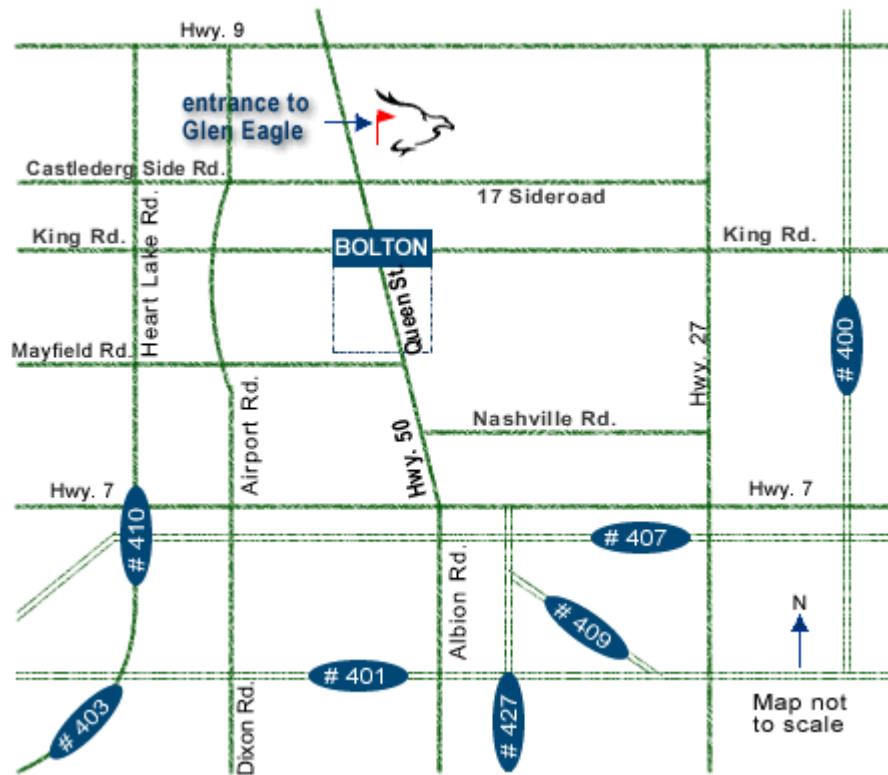 Hwy. 9
entrance to
Glen Eagle
Castlederg Side Rd.
17 Sideroad
King Rd.
BOLTON
King Rd.
Heart Lake Rd.
Queen St.
Mayfield Rd.
Hwy. 27
# 400
Airport Rd.
Nashville Rd.
Hwy. 50
Hwy. 7
Hwy. 7
# 410
# 407
Albion Rd.
# 409
N
# 401
# 403
Dixon Rd.
# 427
Map not
to scale